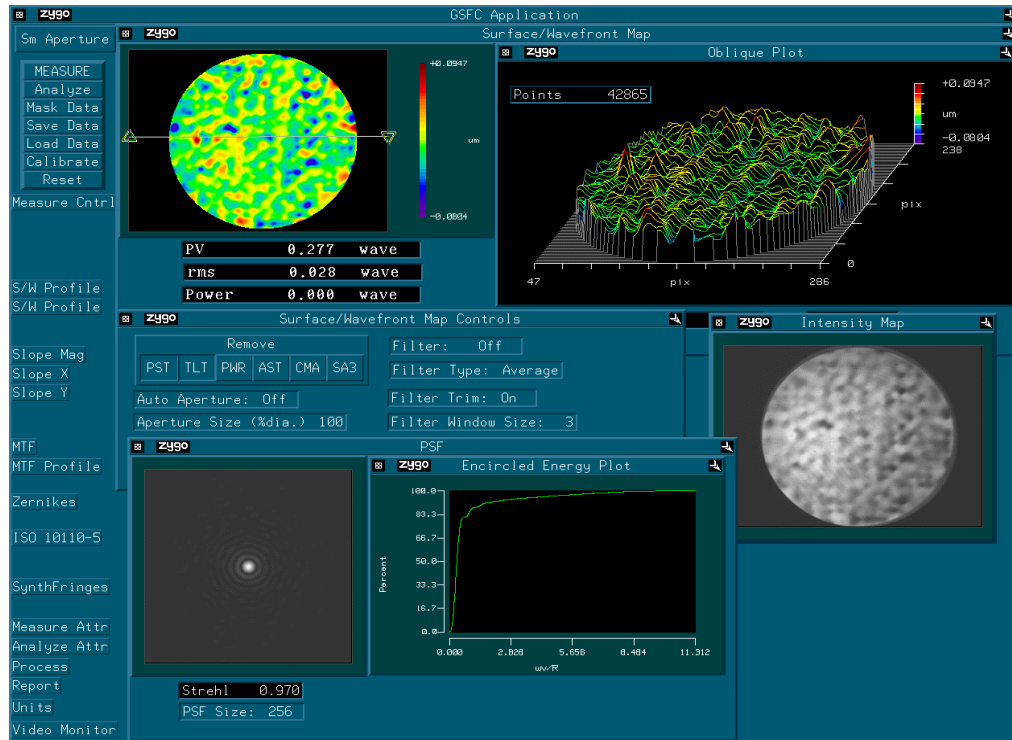 zygo GSFC Application
Sm Aperture
MEASURE
Analyze
Mask Data
Save Data
Load Data
Calibrate
Reset
Measure Cntrl
S/W Profile
S/W Profile
Slope Mag
Slope X
Slope Y
MTF
MTF Profile
Zernikes
ISO 10110-5
SynthFringes
Measure Attr
Analyze Attr
Process
Report
Units
Video Monitor
zygo Surface/Wavefront Map
+0.0947
um
-0.0804
PV 0.277 wave
rms 0.028 wave
Power 0.000 wave
zygo Oblique Plot
Points 42865
+0.0947
um
-0.0804
238
pix
0
47 pix 286
zygo Surface/Wavefront Map Controls
Remove
PST TLT PWR AST CMA SA3
Auto Aperture: Off
Aperture Size (%dia.) 100
Filter: Off
Filter Type: Average
Filter Trim: On
Filter Window Size: 3
zygo Intensity Map
zygo PSF
Strehl 0.970
PSF Size: 256
zygo Encircled Energy Plot
100.0
83.3
66.7
50.0
33.3
16.7
0.0
Percent
0.000 2.828 5.656 8.484 11.312
wv/R